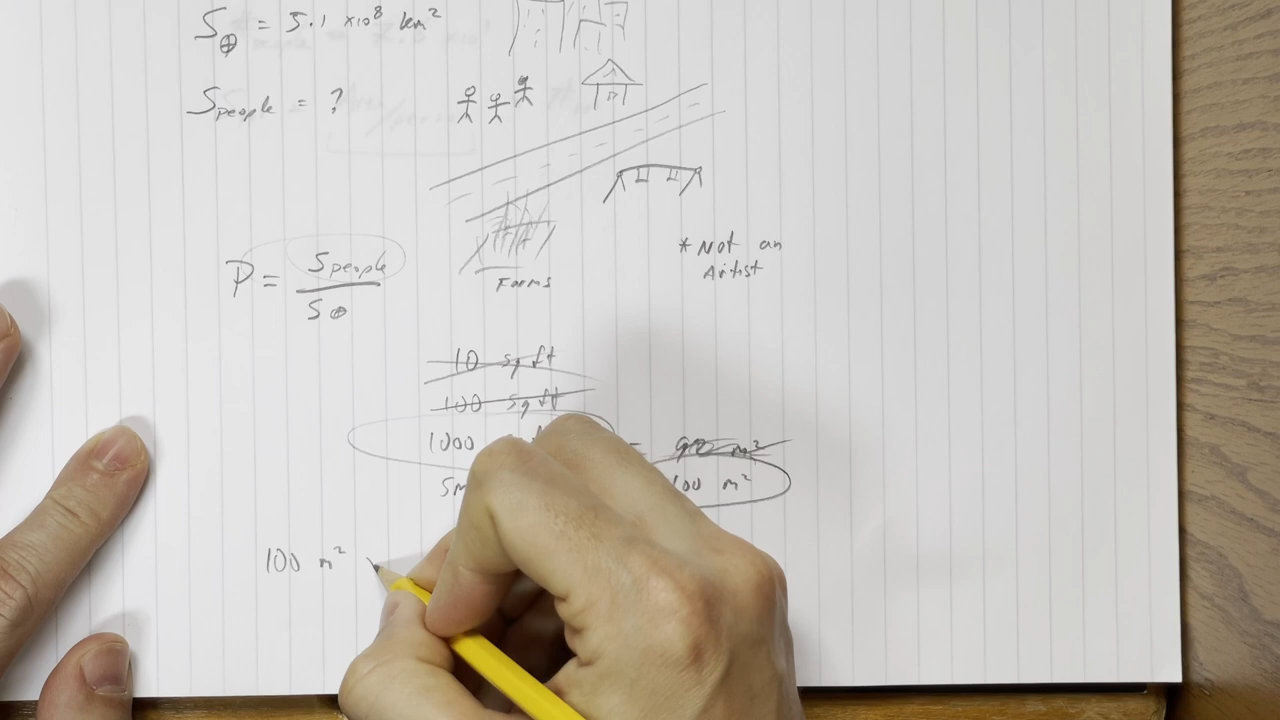 S⊕ = 5.1 ×10⁸ km²
Speople = ?
P = Speople / S⊕
Farms
* Not an
Artist
10 sq ft
100 sq ft
1000 =
100 m²
100 m²